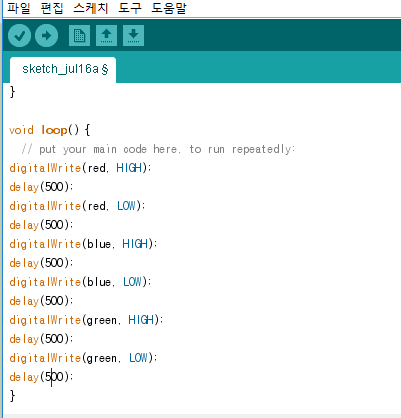 파일 편집 스케치 도구 도움말
sketch_jul16a §
}
void loop() {
// put your main code here, to run repeatedly:
digitalWrite(red, HIGH);
delay(500);
digitalWrite(red, LOW);
delay(500);
digitalWrite(blue, HIGH);
delay(500);
digitalWrite(blue, LOW);
delay(500);
digitalWrite(green, HIGH);
delay(500);
digitalWrite(green, LOW);
delay(500);
}